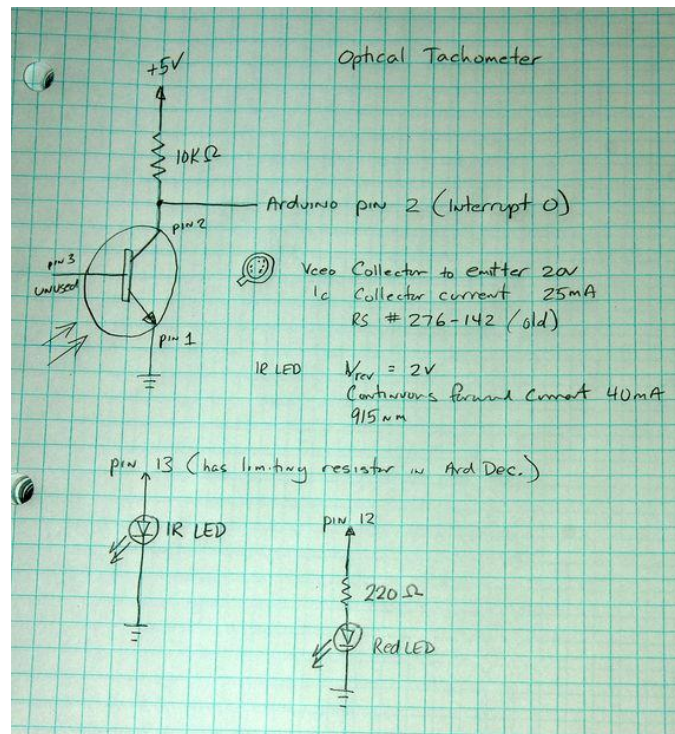 Optical Tachometer
+5V
10KΩ
Arduino pin 2 (Interrupt 0)
pin 2
pin 3
unused
pin 1
Vceo Collector to emitter 20V
Ic Collector current 25mA
RS # 276-142 (old)
IR LED Vrev = 2V
Continuous forward current 40mA
915nm
pin 13 (has limiting resistor in Ard Dec.)
IR LED
pin 12
220Ω
Red LED